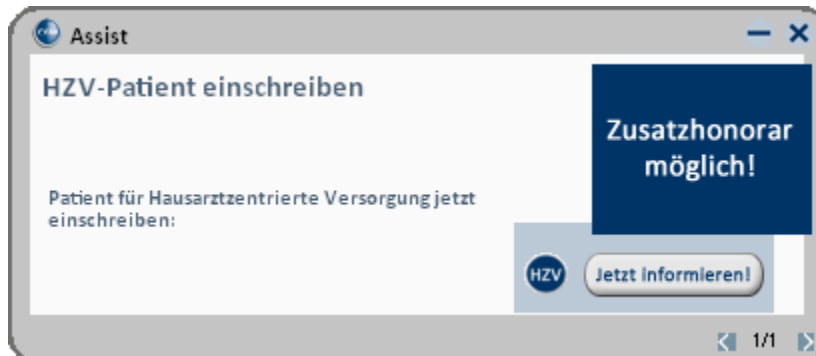 Assist
HZV-Patient einschreiben
Zusatzhonorar
möglich!
Patient für Hausarztzentrierte Versorgung jetzt
einschreiben:
HZV
Jetzt informieren!
1/1